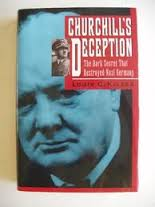 CHURCHILL'S
DECEPTION
The Dark Secret That
Destroyed Nazi Germany
LOUIS C. KILZER